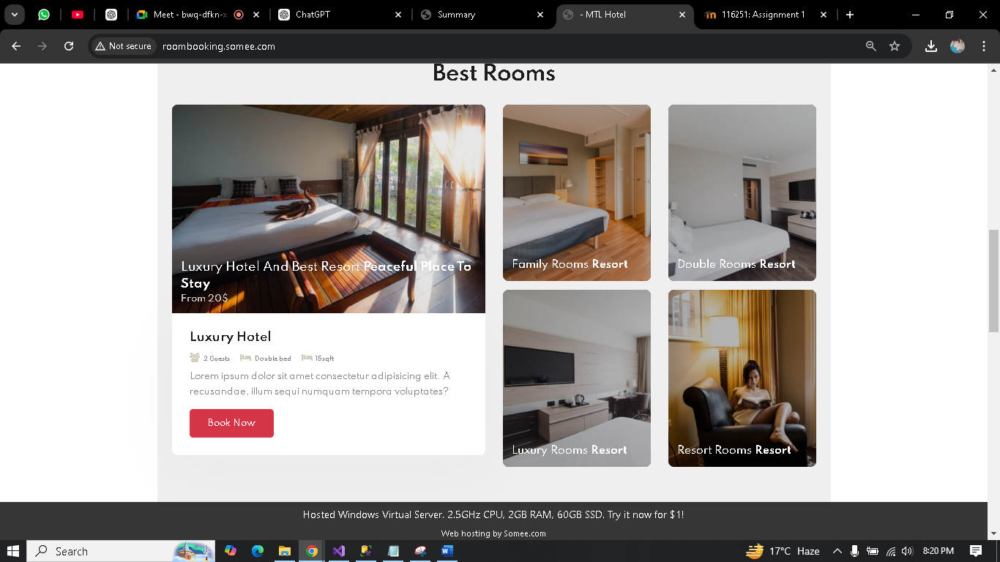 Meet - bwq-dfkn-x
ChatGPT
Summary
- MTL Hotel
116251: Assignment 1
Not secure
roombooking.somee.com
Best Rooms
Luxury Hotel And Best Resort Peaceful Place To
Stay
From 20$
Family Rooms Resort
Double Rooms Resort
Luxury Hotel
2 Guests
Double bed
15sqft
Lorem ipsum dolor sit amet consectetur adipisicing elit. A
recusandae, illum sequi numquam tempora voluptates?
Book Now
Luxury Rooms Resort
Resort Rooms Resort
Hosted Windows Virtual Server. 2.5GHz CPU, 2GB RAM, 60GB SSD. Try it now for $1!
Web hosting by Somee.com
Search
17°C Haze
8:20 PM